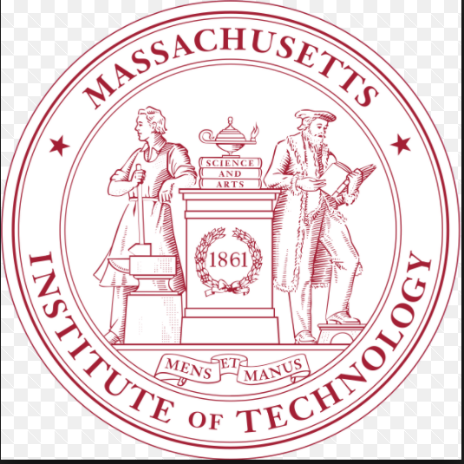 MASSACHUSETTS
SCIENCE
AND
ARTS
1861
MENS ET MANUS
INSTITUTE OF TECHNOLOGY